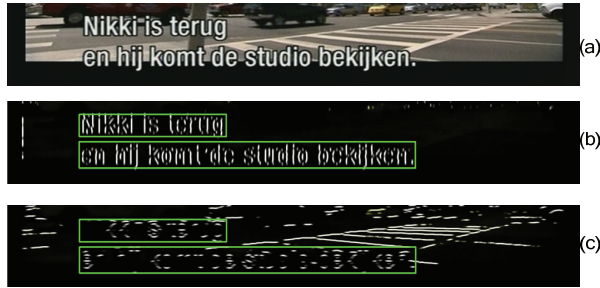 Nikki is terug
en hij komt de studio bekijken.
(a)
Nikki is terug
en hij komt de studio bekijken.
(b)
(c)